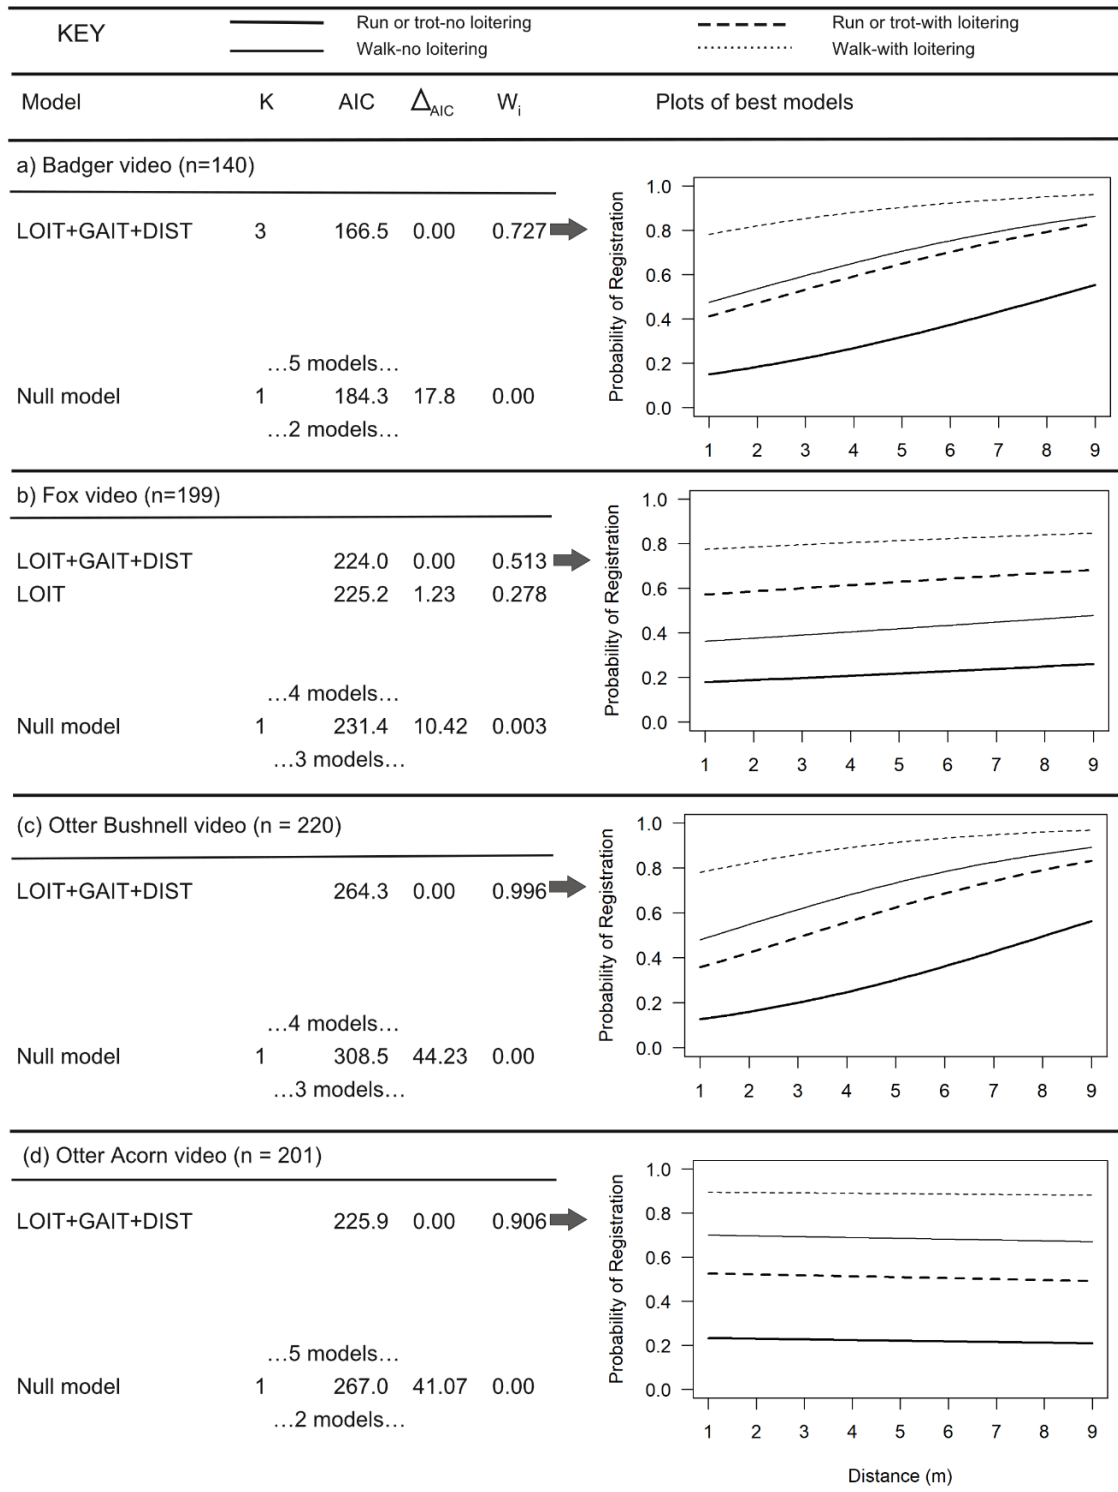 KEY
Run or trot-no loitering
Run or trot-with loitering
Walk-no loitering
Walk-with loitering
Model K AIC ΔAIC Wi Plots of best models
a) Badger video (n=140)
LOIT+GAIT+DIST 3 166.5 0.00 0.727
…5 models…
Null model 1 184.3 17.8 0.00
…2 models…
Probability of Registration
1.0
0.8
0.6
0.4
0.2
0.0
1 2 3 4 5 6 7 8 9
b) Fox video (n=199)
LOIT+GAIT+DIST 224.0 0.00 0.513
LOIT 225.2 1.23 0.278
…4 models…
Null model 1 231.4 10.42 0.003
…3 models…
Probability of Registration
1.0
0.8
0.6
0.4
0.2
0.0
1 2 3 4 5 6 7 8 9
(c) Otter Bushnell video (n = 220)
LOIT+GAIT+DIST 264.3 0.00 0.996
…4 models…
Null model 1 308.5 44.23 0.00
…3 models…
Probability of Registration
1.0
0.8
0.6
0.4
0.2
0.0
1 2 3 4 5 6 7 8 9
(d) Otter Acorn video (n = 201)
LOIT+GAIT+DIST 225.9 0.00 0.906
…5 models…
Null model 1 267.0 41.07 0.00
…2 models…
Probability of Registration
1.0
0.8
0.6
0.4
0.2
0.0
1 2 3 4 5 6 7 8 9
Distance (m)